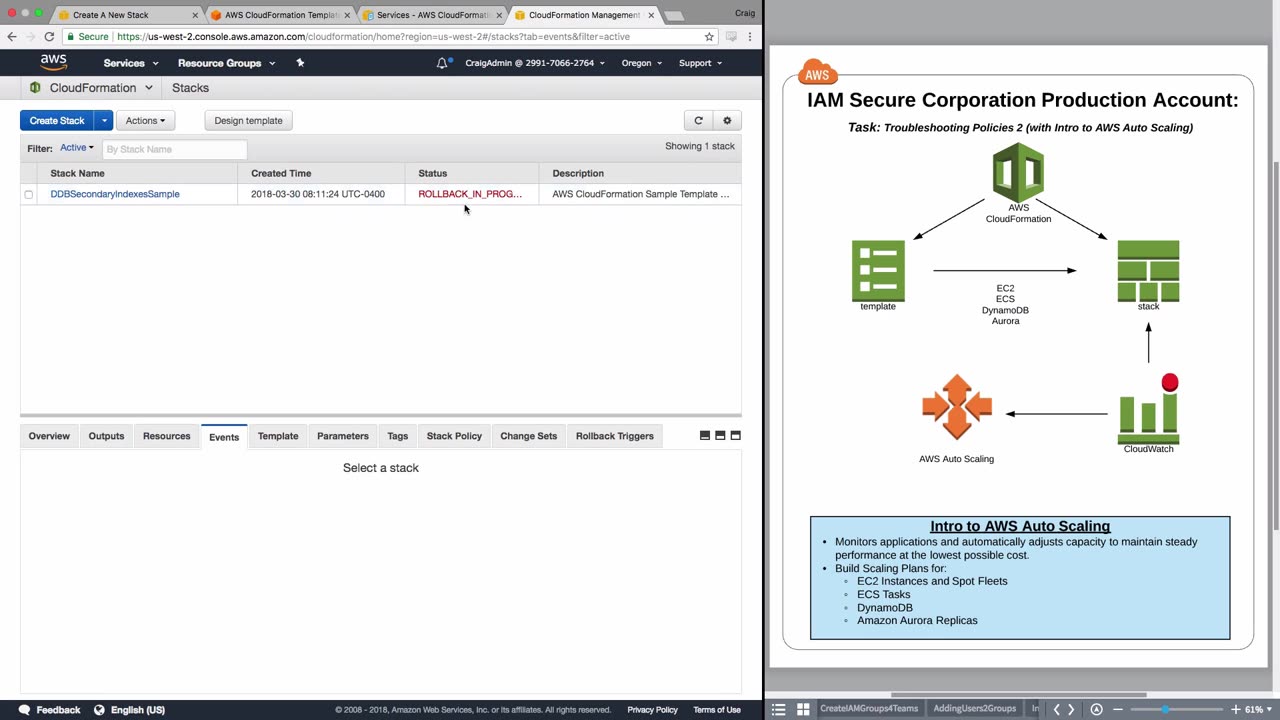 Create A New Stack
AWS CloudFormation Templat
Services - AWS CloudFormati
CloudFormation Management
Craig
Secure
https://us-west-2.console.aws.amazon.com/cloudformation/home?region=us-west-2#/stacks?tab=events&filter=active
aws
Services
Resource Groups
CraigAdmin @ 2991-7066-2764
Oregon
Support
CloudFormation
Stacks
Create Stack
Actions
Design template
Filter:
Active
By Stack Name
Showing 1 stack
Stack Name
Created Time
Status
Description
DDBSecondaryIndexesSample
2018-03-30 08:11:24 UTC-0400
ROLLBACK_IN_PROG...
AWS CloudFormation Sample Template ...
Overview
Outputs
Resources
Events
Template
Parameters
Tags
Stack Policy
Change Sets
Rollback Triggers
Select a stack
Feedback
English (US)
© 2008 - 2018, Amazon Web Services, Inc. or its affiliates. All rights reserved.
Privacy Policy
Terms of Use
AWS
IAM Secure Corporation Production Account:
Task: Troubleshooting Policies 2 (with Intro to AWS Auto Scaling)
AWS
CloudFormation
template
EC2
ECS
DynamoDB
Aurora
stack
AWS Auto Scaling
CloudWatch
Intro to AWS Auto Scaling
• Monitors applications and automatically adjusts capacity to maintain steady
performance at the lowest possible cost.
• Build Scaling Plans for:
◦ EC2 Instances and Spot Fleets
◦ ECS Tasks
◦ DynamoDB
◦ Amazon Aurora Replicas
CreateIAMGroups4Teams
AddingUsers2Groups
61%